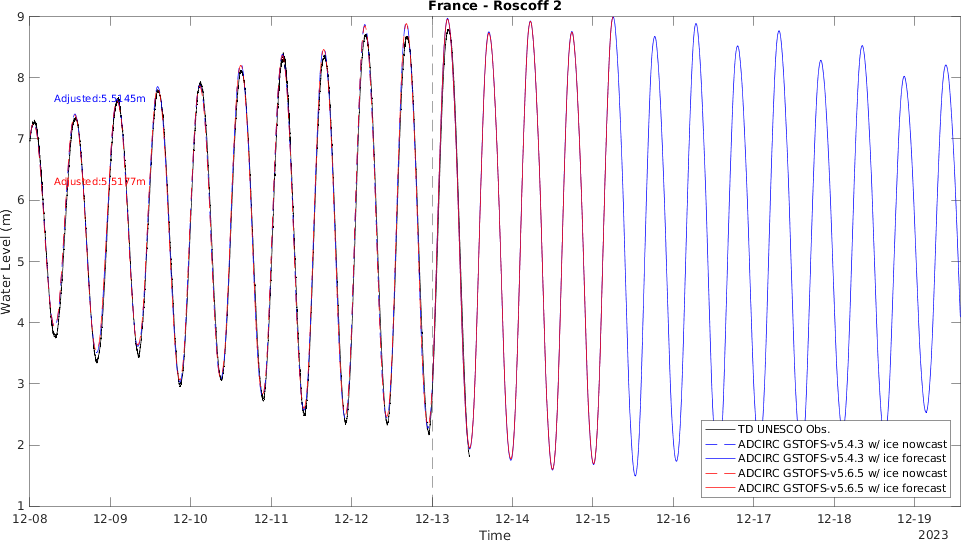 France - Roscoff 2
9
8
7
6
5
4
3
2
1
Water Level (m)
Adjusted:5.5145m
Adjusted:5.5177m
TD UNESCO Obs.
ADCIRC GSTOFS-v5.4.3 w/ ice nowcast
ADCIRC GSTOFS-v5.4.3 w/ ice forecast
ADCIRC GSTOFS-v5.6.5 w/ ice nowcast
ADCIRC GSTOFS-v5.6.5 w/ ice forecast
12-08 12-09 12-10 12-11 12-12 12-13 12-14 12-15 12-16 12-17 12-18 12-19
Time
2023